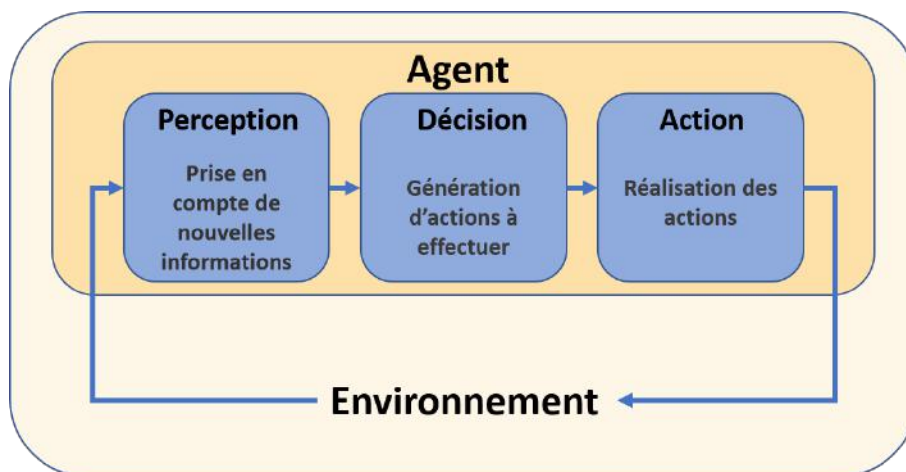 Agent
Perception
Prise en
compte de
nouvelles
informations
Décision
Génération
d'actions à
effectuer
Action
Réalisation des
actions
Environnement